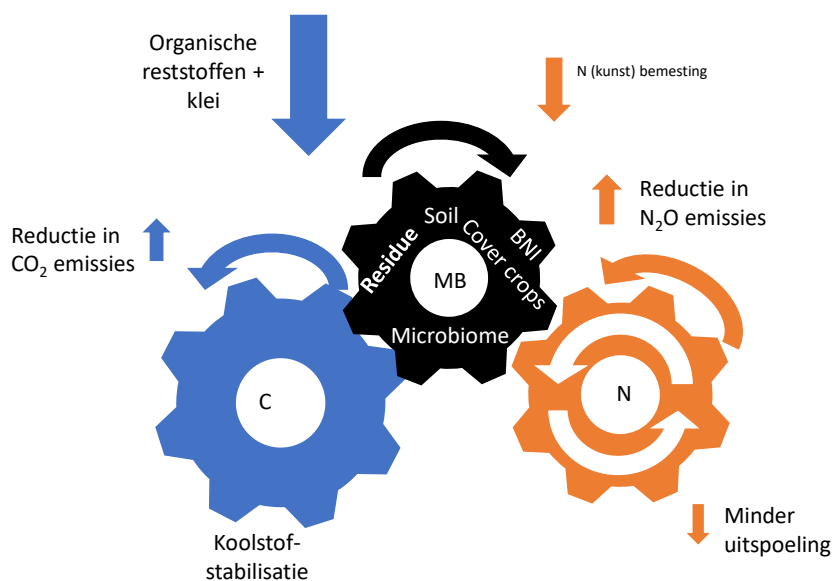 Organische
reststoffen +
klei
N (kunst) bemesting
Reductie in
N₂O emissies
Reductie in
CO₂ emissies
Soil
BNI
Cover crops
Residue
MB
Microbiome
C
N
Koolstof-
stabilisatie
Minder
uitspoeling